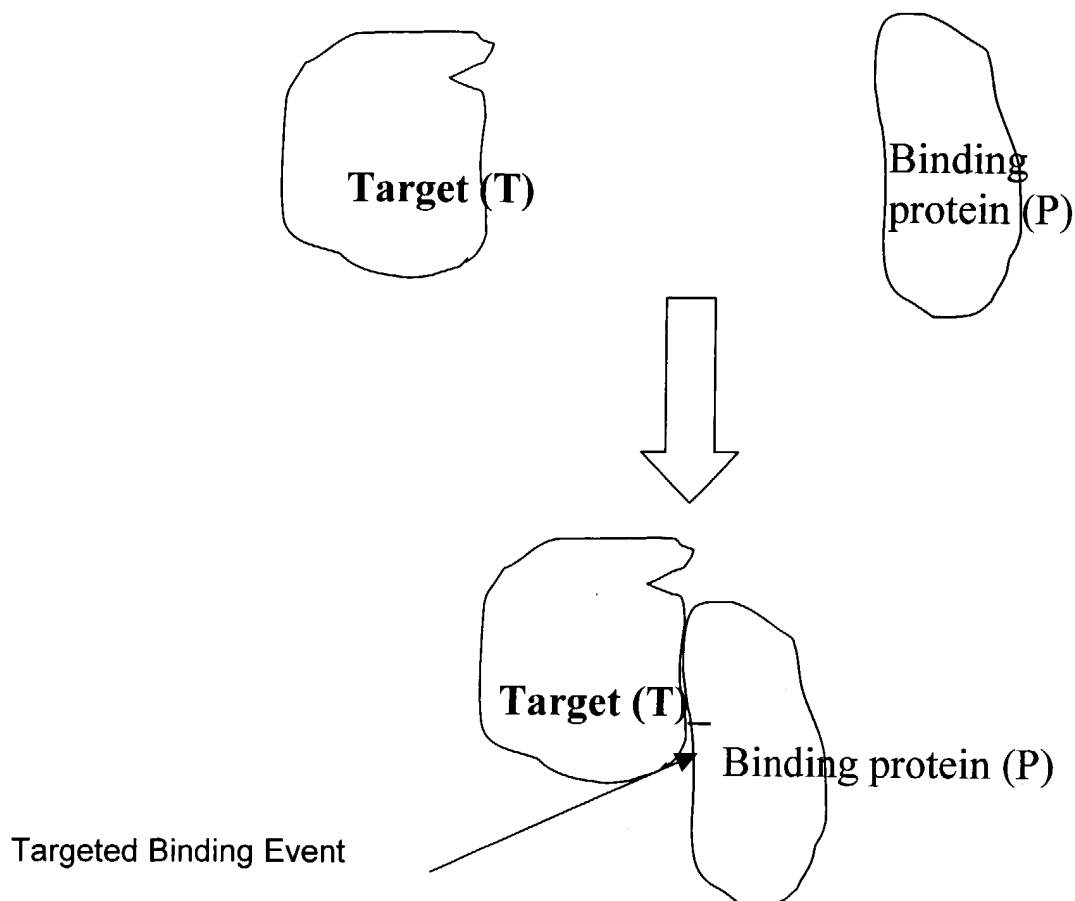 Target (T)
Binding
protein (P)
Target (T)
Binding protein (P)
Targeted Binding Event